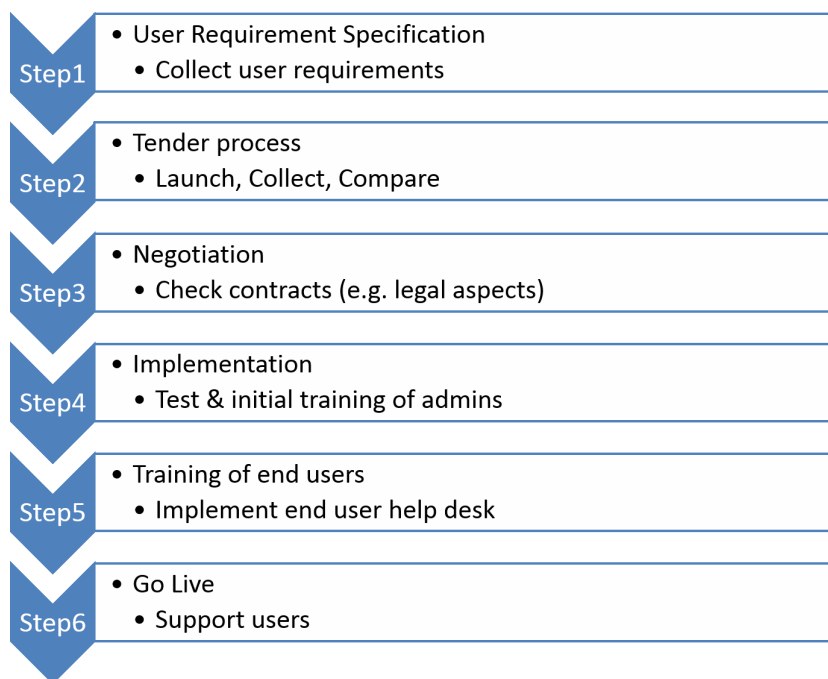 Step1
• User Requirement Specification
• Collect user requirements
Step2
• Tender process
• Launch, Collect, Compare
Step3
• Negotiation
• Check contracts (e.g. legal aspects)
Step4
• Implementation
• Test & initial training of admins
Step5
• Training of end users
• Implement end user help desk
Step6
• Go Live
• Support users